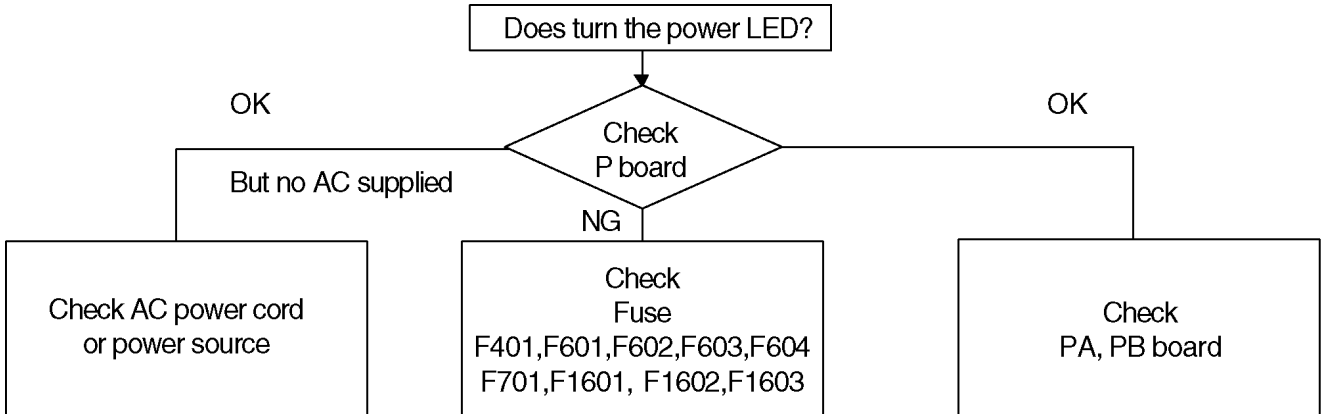 Does turn the power LED?
OK
OK
Check
P board
But no AC supplied
NG
Check AC power cord
or power source
Check
Fuse
F401,F601,F602,F603,F604
F701,F1601, F1602,F1603
Check
PA, PB board